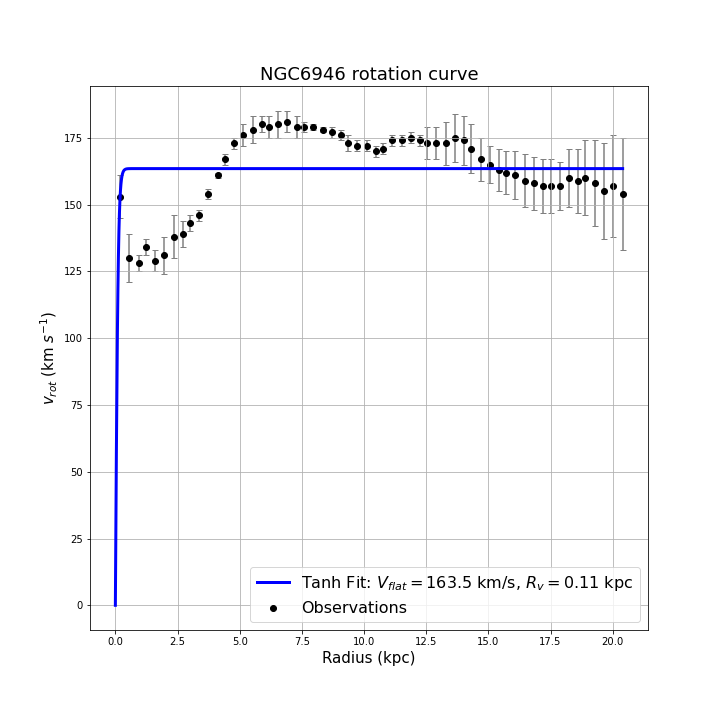 NGC6946 rotation curve
175
150
125
100
75
50
25
0
v_rot (km s^−1)
Tanh Fit: V_flat = 163.5 km/s, R_v = 0.11 kpc
Observations
0.0 2.5 5.0 7.5 10.0 12.5 15.0 17.5 20.0
Radius (kpc)